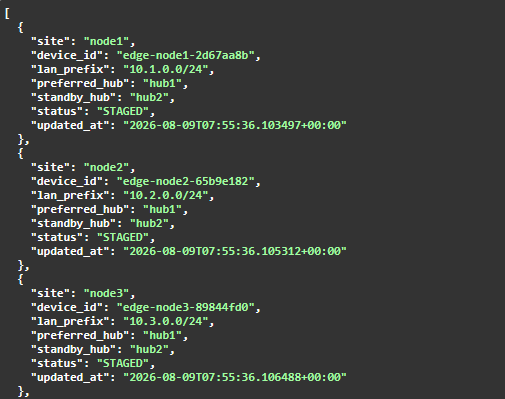 [
  {
    "site": "node1",
    "device_id": "edge-node1-2d67aa8b",
    "lan_prefix": "10.1.0.0/24",
    "preferred_hub": "hub1",
    "standby_hub": "hub2",
    "status": "STAGED",
    "updated_at": "2026-08-09T07:55:36.103497+00:00"
  },
  {
    "site": "node2",
    "device_id": "edge-node2-65b9e182",
    "lan_prefix": "10.2.0.0/24",
    "preferred_hub": "hub1",
    "standby_hub": "hub2",
    "status": "STAGED",
    "updated_at": "2026-08-09T07:55:36.105312+00:00"
  },
  {
    "site": "node3",
    "device_id": "edge-node3-89844fd0",
    "lan_prefix": "10.3.0.0/24",
    "preferred_hub": "hub1",
    "standby_hub": "hub2",
    "status": "STAGED",
    "updated_at": "2026-08-09T07:55:36.106488+00:00"
  },